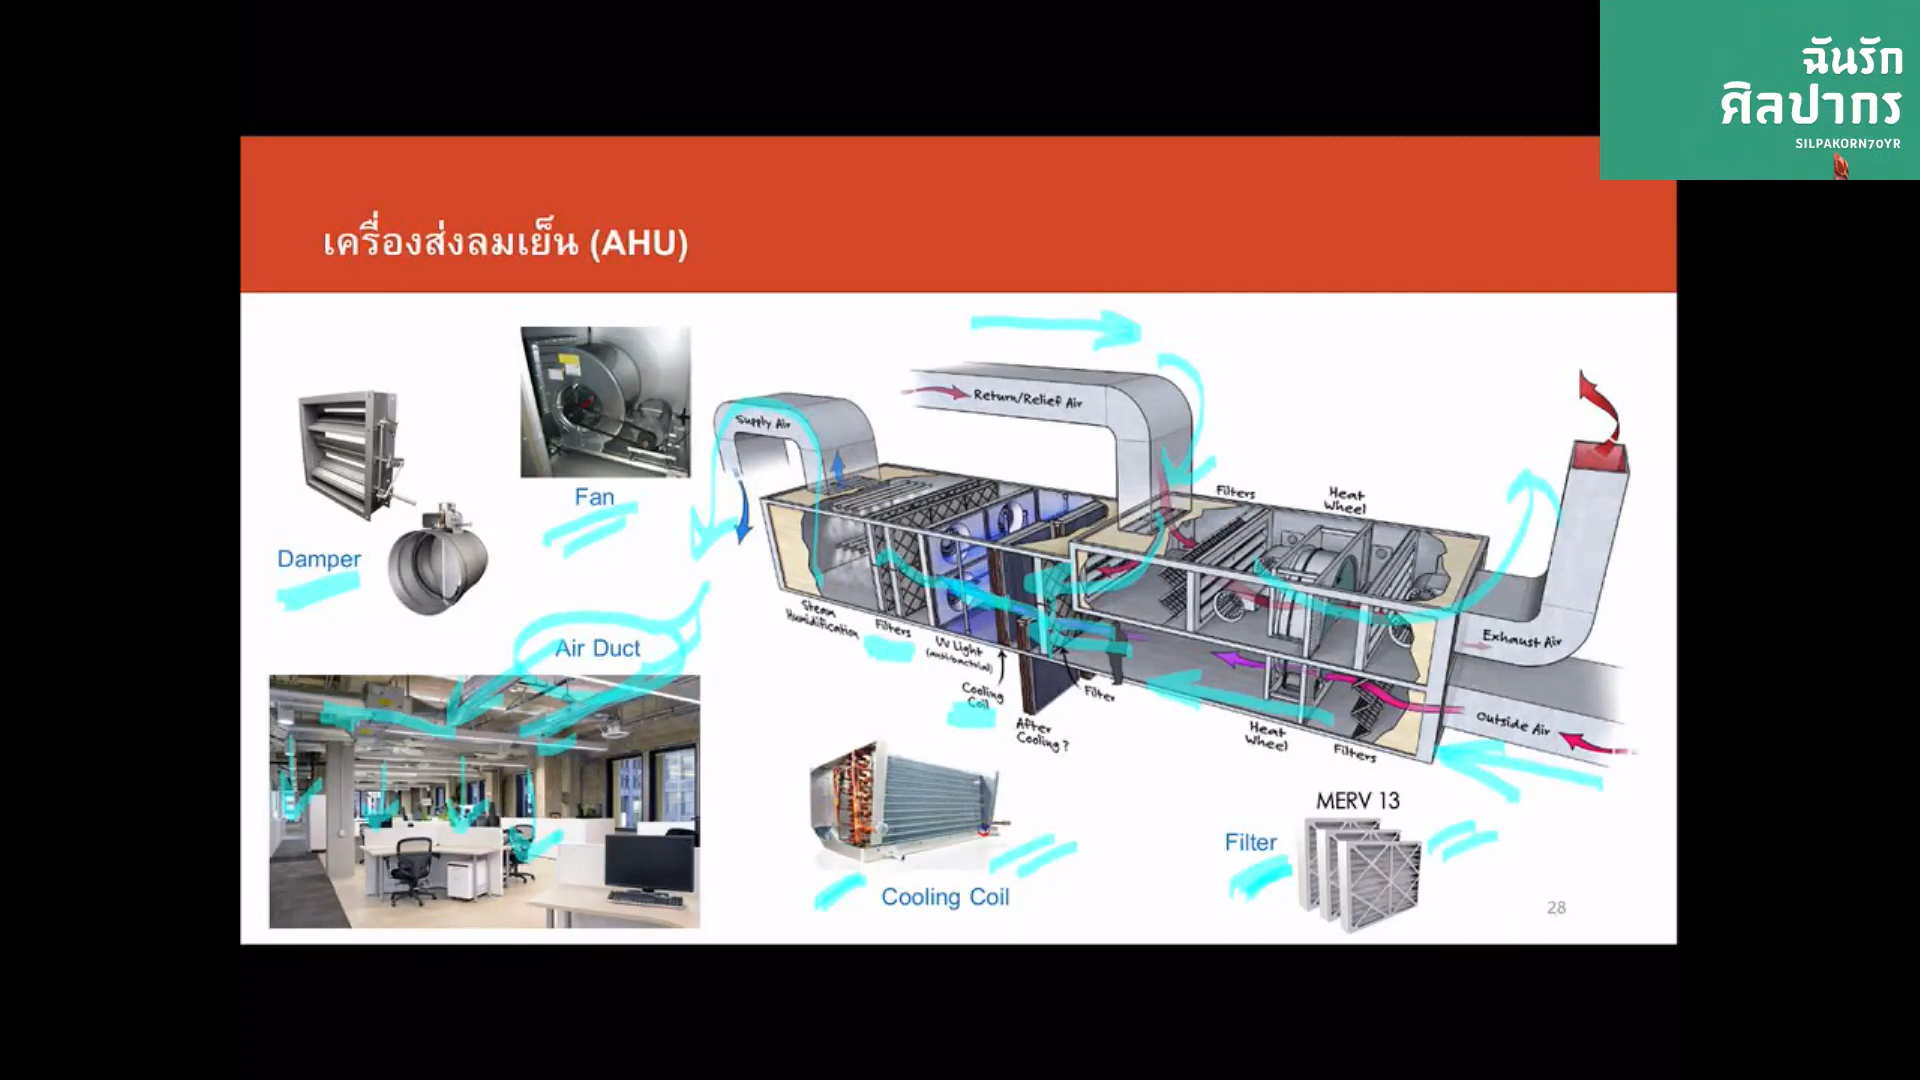 ฉันรัก
ศิลปากร
SILPAKORN70YR
เครื่องส่งลมเย็น (AHU)
Fan
Damper
Air Duct
Supply Air
Return/Relief Air
Filters
Heat
Wheel
Exhaust Air
Outside Air
Steam
Humidification
Filters
UV Light
(antibacterial)
Cooling
Coil
After
Cooling?
Filter
Heat
Wheel
Filters
Cooling Coil
MERV 13
Filter
28